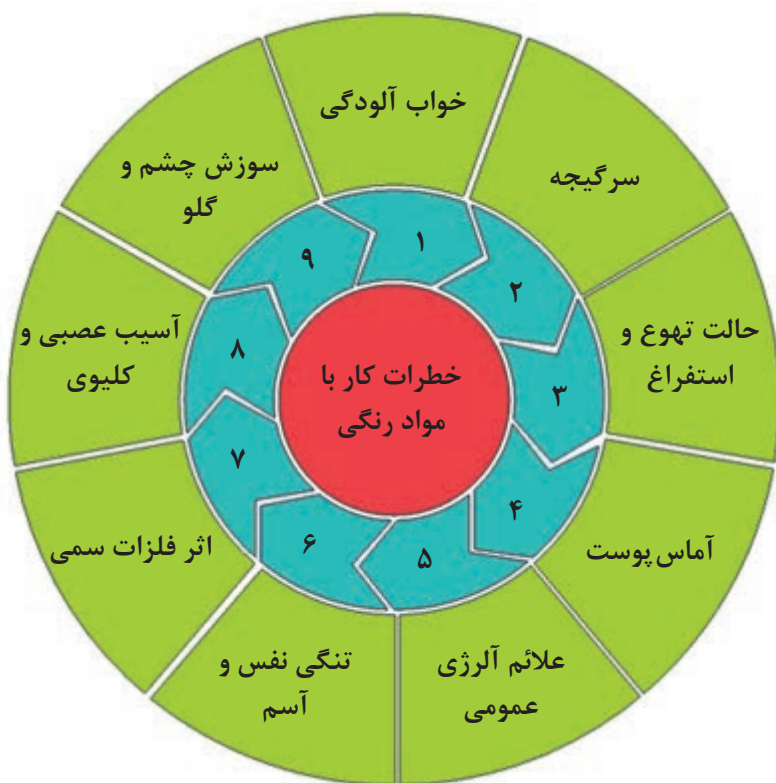 خطرات کار با
مواد رنگی
۱
خواب آلودگی
۲
سرگیجه
۳
حالت تهوع و
استفراغ
۴
آماس پوست
۵
علائم آلرژی
عمومی
۶
تنگی نفس و
آسم
۷
اثر فلزات سمی
۸
آسیب عصبی و
کلیوی
۹
سوزش چشم و
گلو